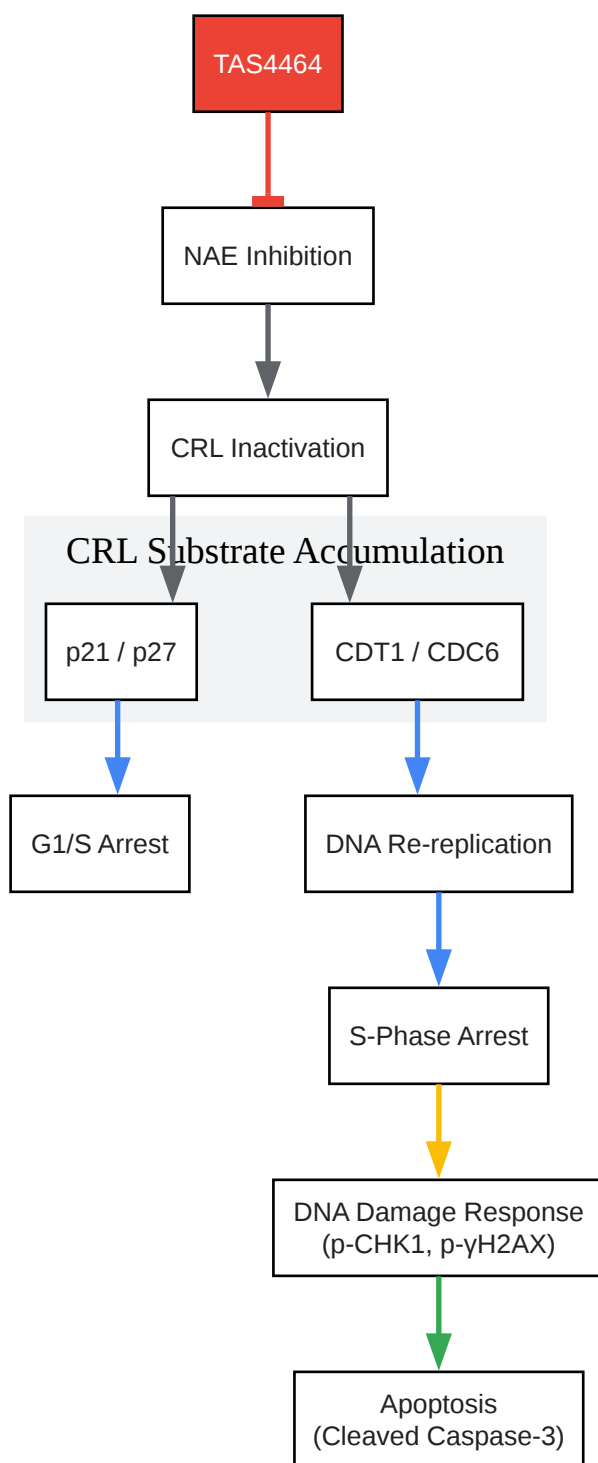 TAS4464
NAE Inhibition
CRL Inactivation
CRL Substrate Accumulation
p21 / p27
CDT1 / CDC6
G1/S Arrest
DNA Re-replication
S-Phase Arrest
DNA Damage Response
(p-CHK1, p-γH2AX)
Apoptosis
(Cleaved Caspase-3)